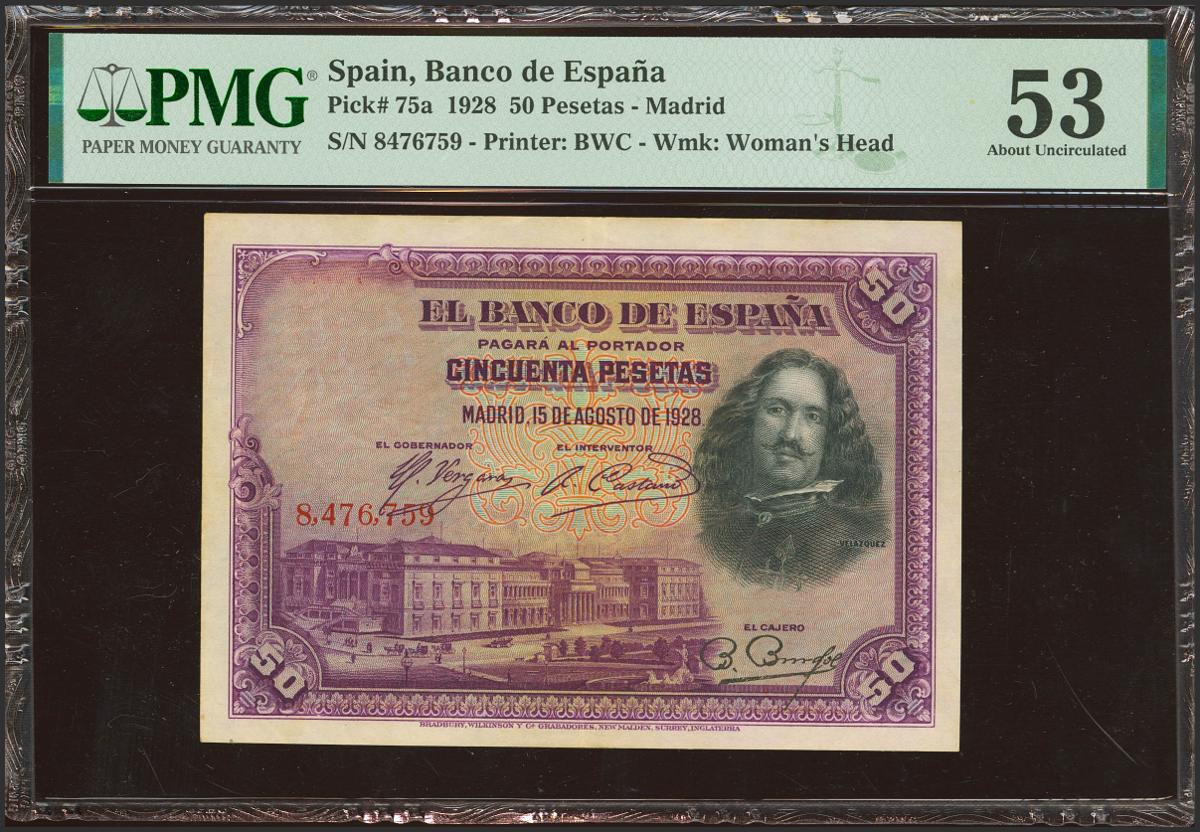 PMG®
PAPER MONEY GUARANTY
Spain, Banco de España
Pick# 75a 1928 50 Pesetas - Madrid
S/N 8476759 - Printer: BWC - Wmk: Woman's Head
53
About Uncirculated
50
EL BANCO DE ESPAÑA
PAGARÁ AL PORTADOR
CINCUENTA PESETAS
MADRID, 15 DE AGOSTO DE 1928
EL GOBERNADOR
EL INTERVENTOR
8,476,759
VELAZQUEZ
EL CAJERO
50
50
BRADBURY, WILKINSON Y Cª GRABADORES, NEW MALDEN, SURREY, INGLATERRA